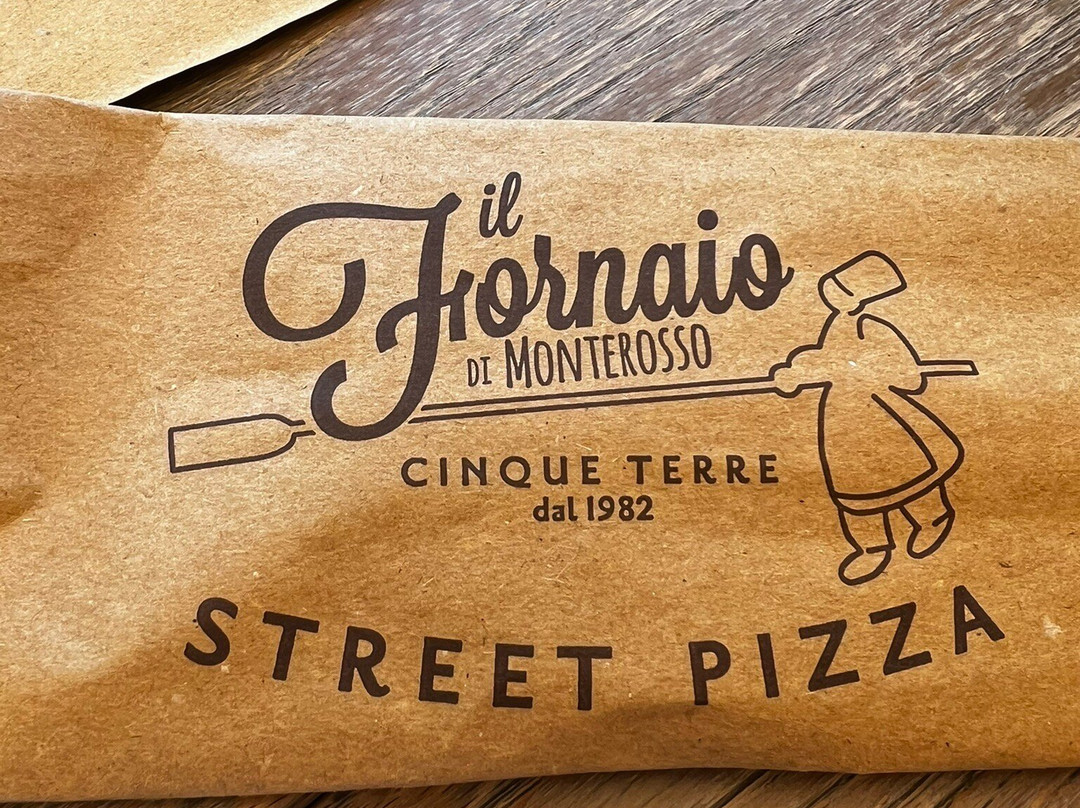 il
Fornaio
DI MONTEROSSO
CINQUE TERRE
dal 1982
STREET PIZZA